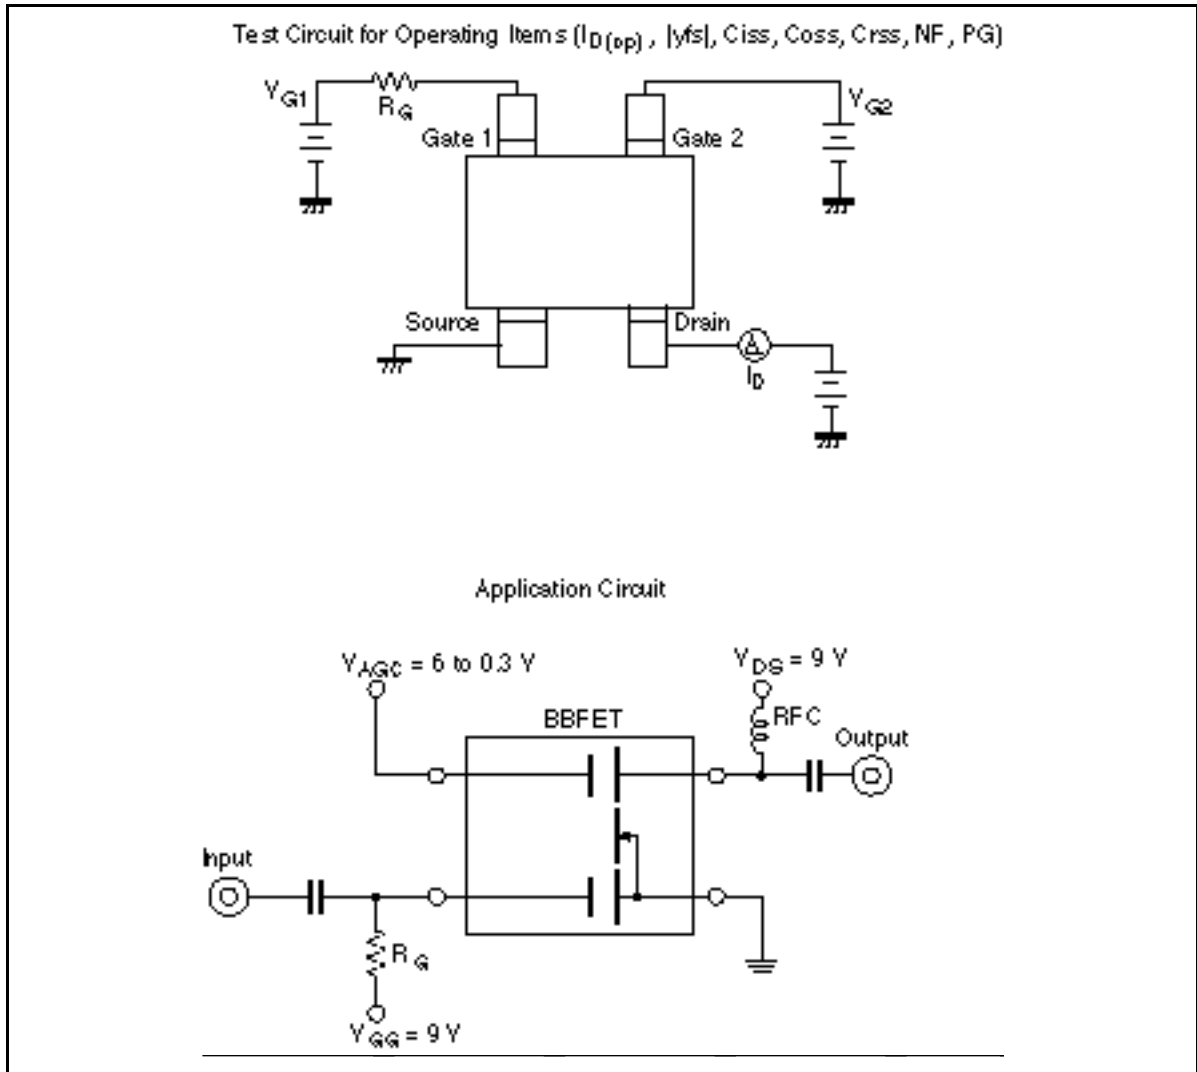 Test Circuit for Operating Items (ID(op) , |yfs|, Ciss, Coss, Crss, NF, PG)
VG1
RG
VG2
Gate 1
Gate 2
Source
Drain
A
ID
Application Circuit
VAGC = 6 to 0.3 V
VDS = 9 V
BBFET
RFC
Output
Input
RG
VGG = 9 V